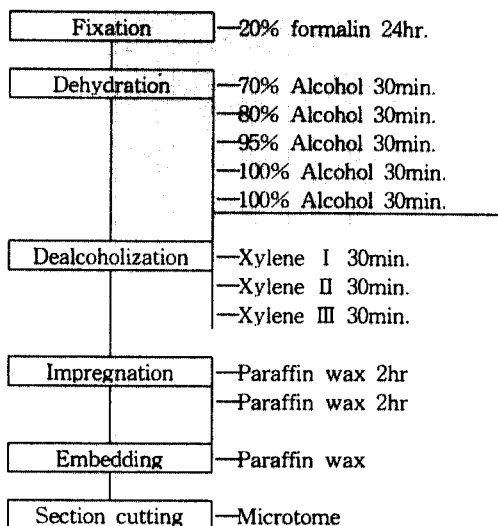 Fixation 20% formalin 24hr.
Dehydration 70% Alcohol 30min.
80% Alcohol 30min.
95% Alcohol 30min.
100% Alcohol 30min.
100% Alcohol 30min.
Dealcoholization Xylene Ⅰ 30min.
Xylene Ⅱ 30min.
Xylene Ⅲ 30min.
Impregnation Paraffin wax 2hr
Paraffin wax 2hr
Embedding Paraffin wax
Section cutting Microtome